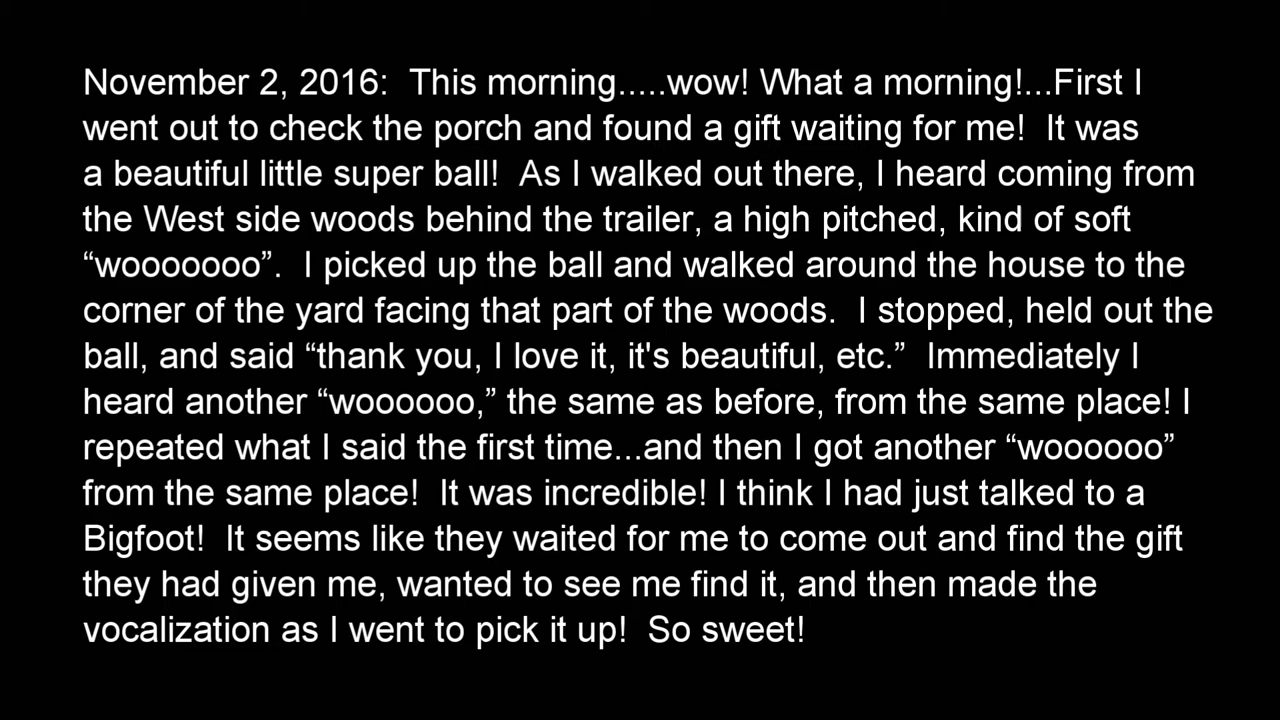 November 2, 2016:  This morning.....wow! What a morning!...First I
went out to check the porch and found a gift waiting for me!  It was
a beautiful little super ball!  As I walked out there, I heard coming from
the West side woods behind the trailer, a high pitched, kind of soft
“wooooooo”.  I picked up the ball and walked around the house to the
corner of the yard facing that part of the woods.  I stopped, held out the
ball, and said “thank you, I love it, it's beautiful, etc.”  Immediately I
heard another “woooooo,” the same as before, from the same place! I
repeated what I said the first time...and then I got another “woooooo”
from the same place!  It was incredible! I think I had just talked to a
Bigfoot!  It seems like they waited for me to come out and find the gift
they had given me, wanted to see me find it, and then made the
vocalization as I went to pick it up!  So sweet!